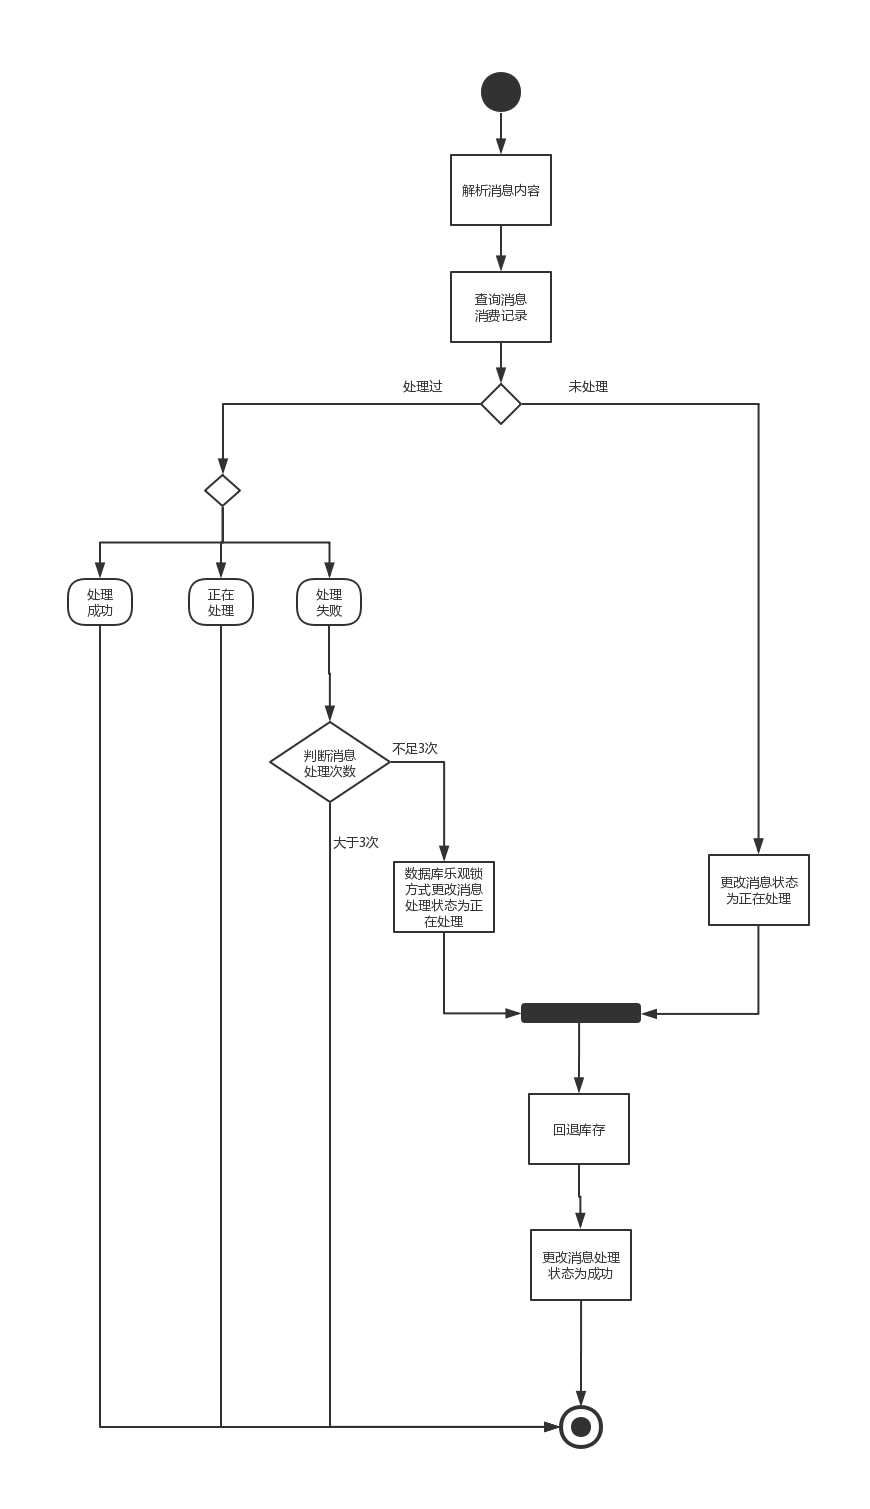 解析消息内容
查询消息
消费记录
处理过
未处理
处理
成功
正在
处理
处理
失败
判断消息
处理次数
不足3次
大于3次
数据库乐观锁
方式更改消息
处理状态为正
在处理
更改消息状态
为正在处理
回退库存
更改消息处理
状态为成功